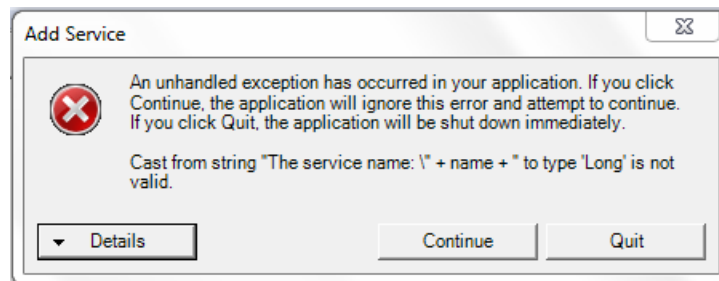 Add Service
An unhandled exception has occurred in your application. If you click
Continue, the application will ignore this error and attempt to continue.
If you click Quit, the application will be shut down immediately.
Cast from string "The service name: \" + name + " to type 'Long' is not
valid.
Details
Continue
Quit